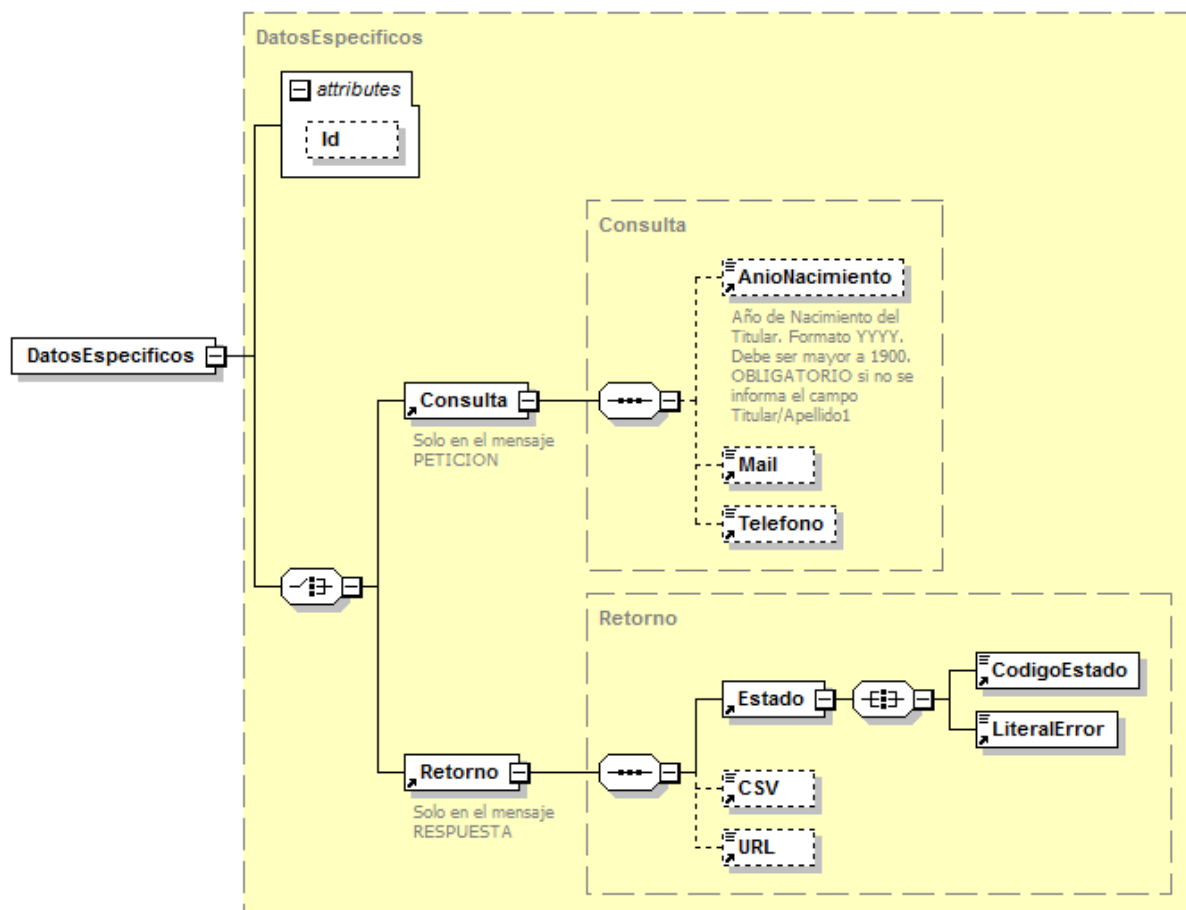 DatosEspecificos
attributes
Id
Consulta
AnioNacimiento
Año de Nacimiento del
Titular. Formato YYYY.
Debe ser mayor a 1900.
OBLIGATORIO si no se
informa el campo
Titular/Apellido1
DatosEspecificos
Consulta
Solo en el mensaje
PETICION
Mail
Telefono
Retorno
CodigoEstado
Estado
LiteralError
Retorno
Solo en el mensaje
RESPUESTA
CSV
URL